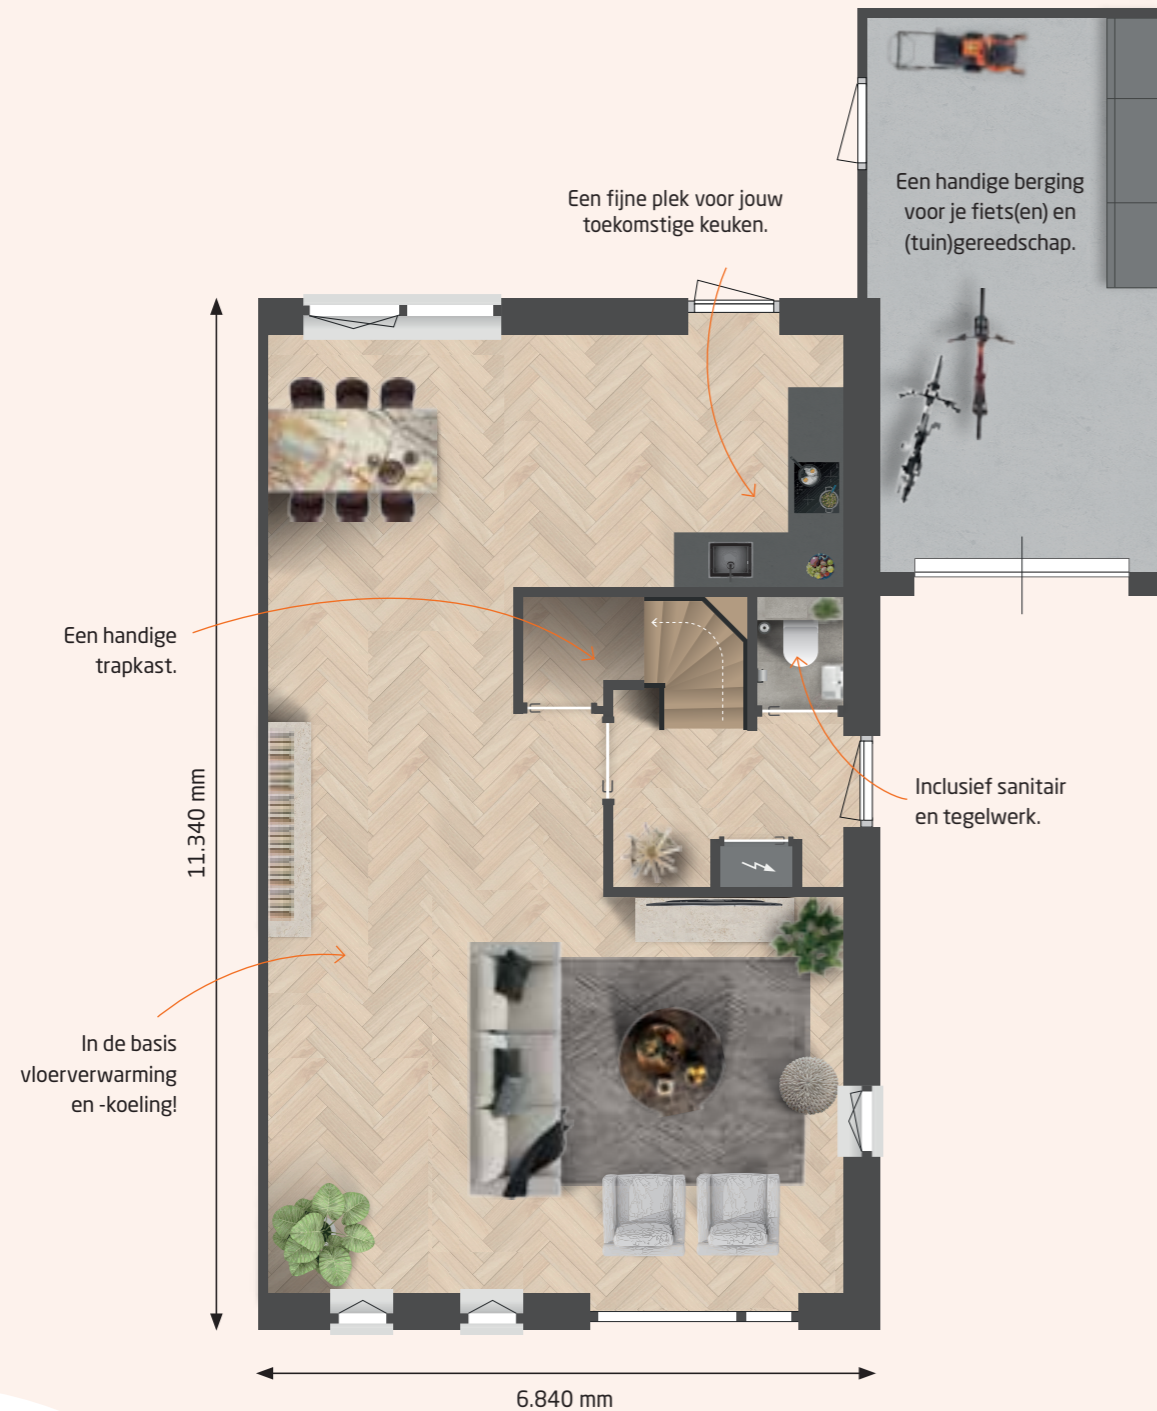 Een handige berging
voor je fiets(en) en
(tuin)gereedschap.
Een fijne plek voor jouw
toekomstige keuken.
Een handige
trapkast.
Inclusief sanitair
en tegelwerk.
11.340 mm
In de basis
vloerverwarming
en -koeling!
6.840 mm